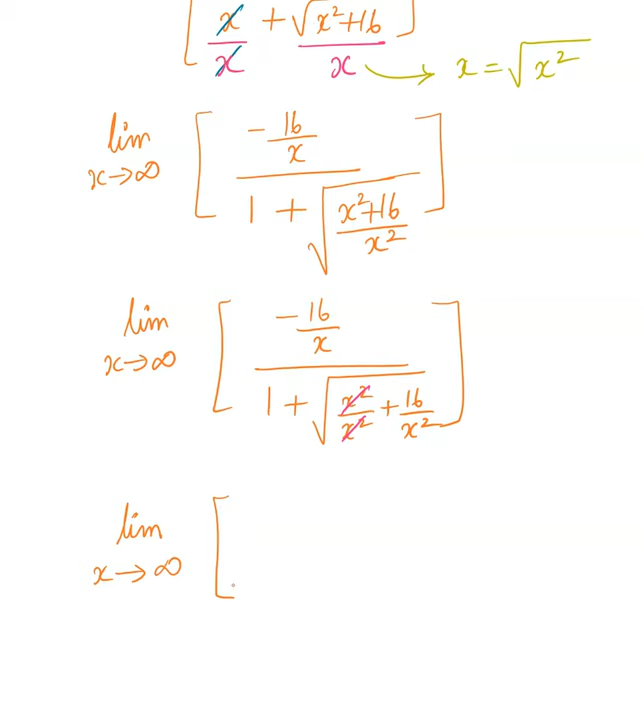 [ x/x + √(x²+16)/x ] → x = √x²
lim x→∞ [ (-16/x) / (1 + √((x²+16)/x²)) ]
lim x→∞ [ (-16/x) / (1 + √(x²/x² + 16/x²)) ]
lim x→∞ [